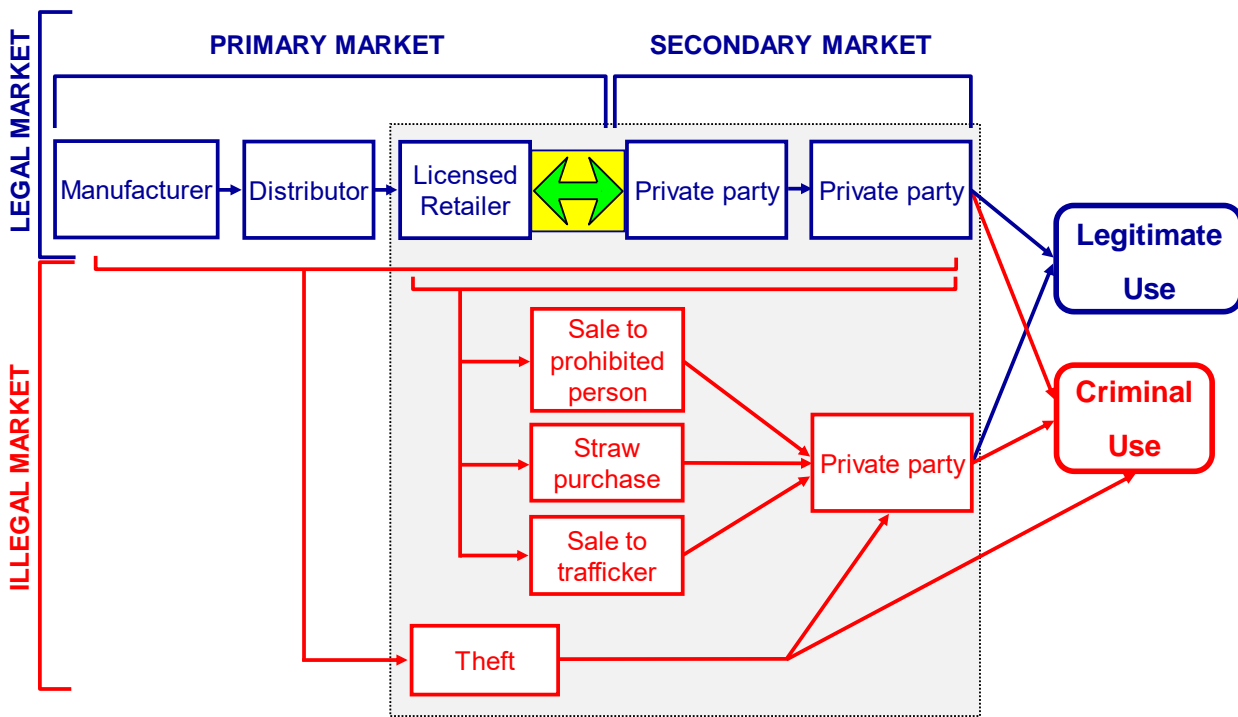 PRIMARY MARKET
SECONDARY MARKET
LEGAL MARKET
Manufacturer
Distributor
Licensed
Retailer
Private party
Private party
Legitimate
Use
ILLEGAL MARKET
Sale to
prohibited
person
Straw
purchase
Sale to
trafficker
Private party
Criminal
Use
Theft